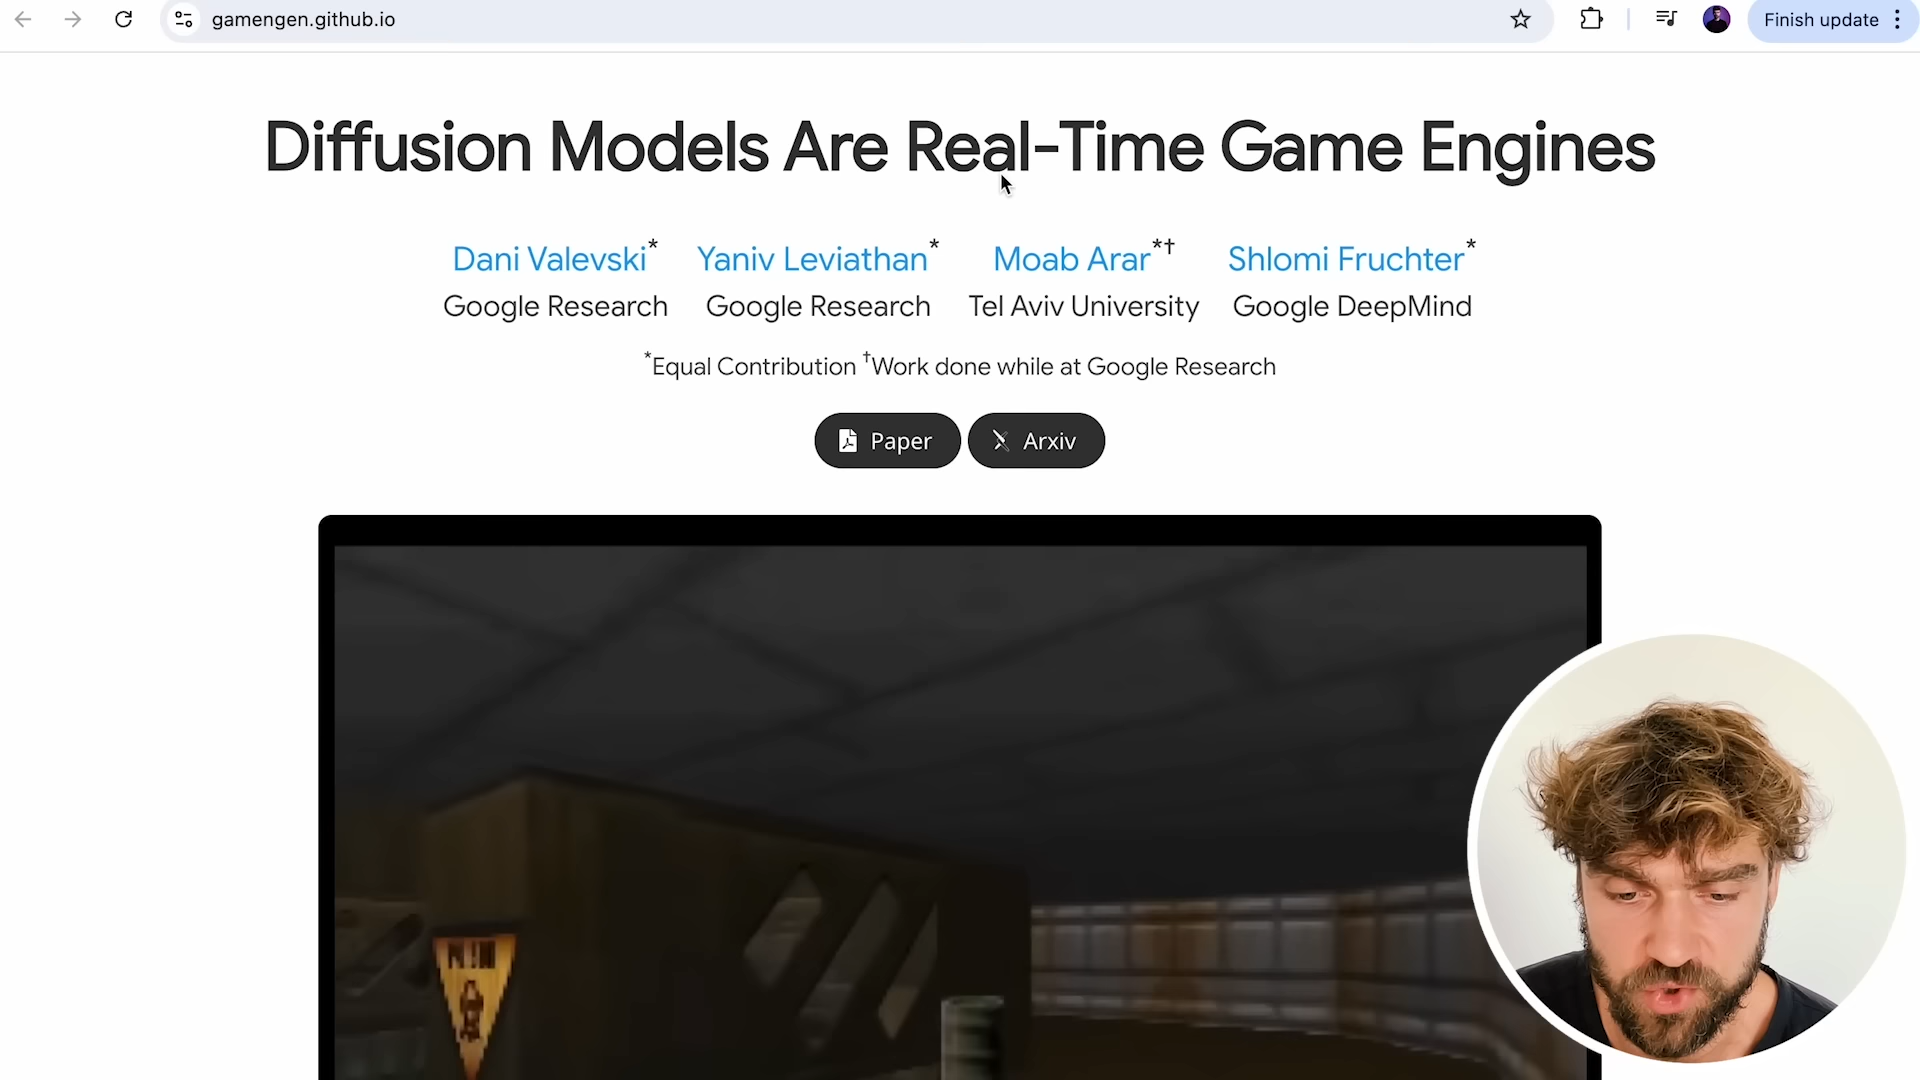 gamengen.github.io
Finish update
Diffusion Models Are Real-Time Game Engines
Dani Valevski* Yaniv Leviathan* Moab Arar*† Shlomi Fruchter*
Google Research Google Research Tel Aviv University Google DeepMind
*Equal Contribution †Work done while at Google Research
Paper Arxiv